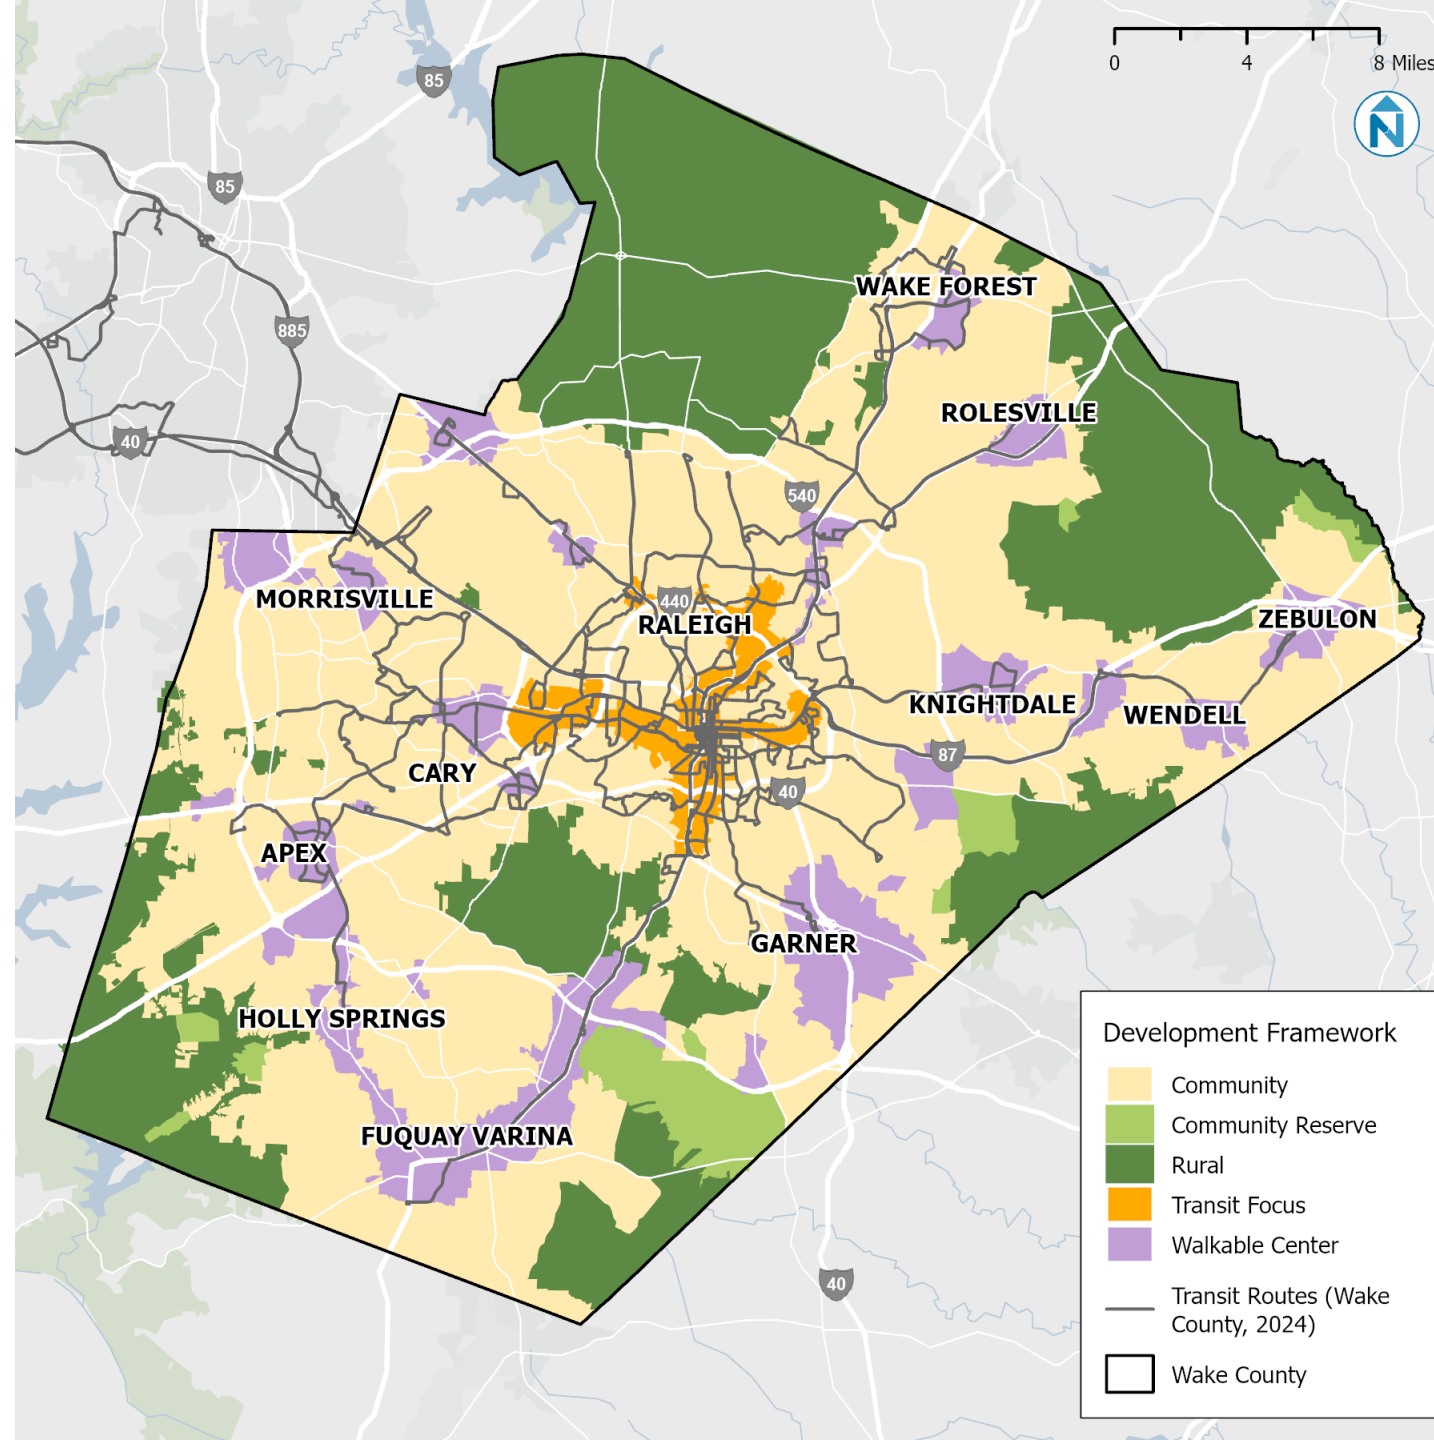 0 4 8 Miles
N
85
85
885
40
WAKE FOREST
ROLESVILLE
540
MORRISVILLE
440
RALEIGH
ZEBULON
KNIGHTDALE
WENDELL
CARY
87
40
APEX
GARNER
HOLLY SPRINGS
FUQUAY VARINA
40
Development Framework
Community
Community Reserve
Rural
Transit Focus
Walkable Center
Transit Routes (Wake
County, 2024)
Wake County